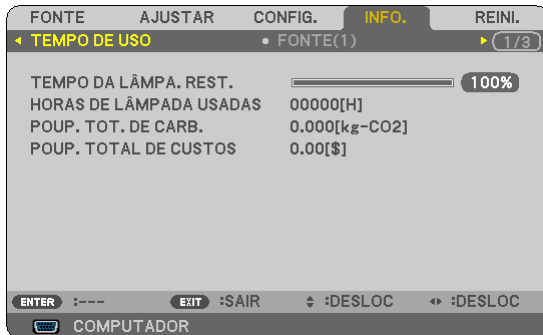 FONTE AJUSTAR CONFIG. INFO. REINI.
TEMPO DE USO • FONTE(1) 1/3
TEMPO DA LÂMPA. REST. 100%
HORAS DE LÂMPADA USADAS 00000[H]
POUP. TOT. DE CARB. 0.000[kg-CO2]
POUP. TOTAL DE CUSTOS 0.00[$]
ENTER :--- EXIT :SAIR :DESLOC :DESLOC
COMPUTADOR